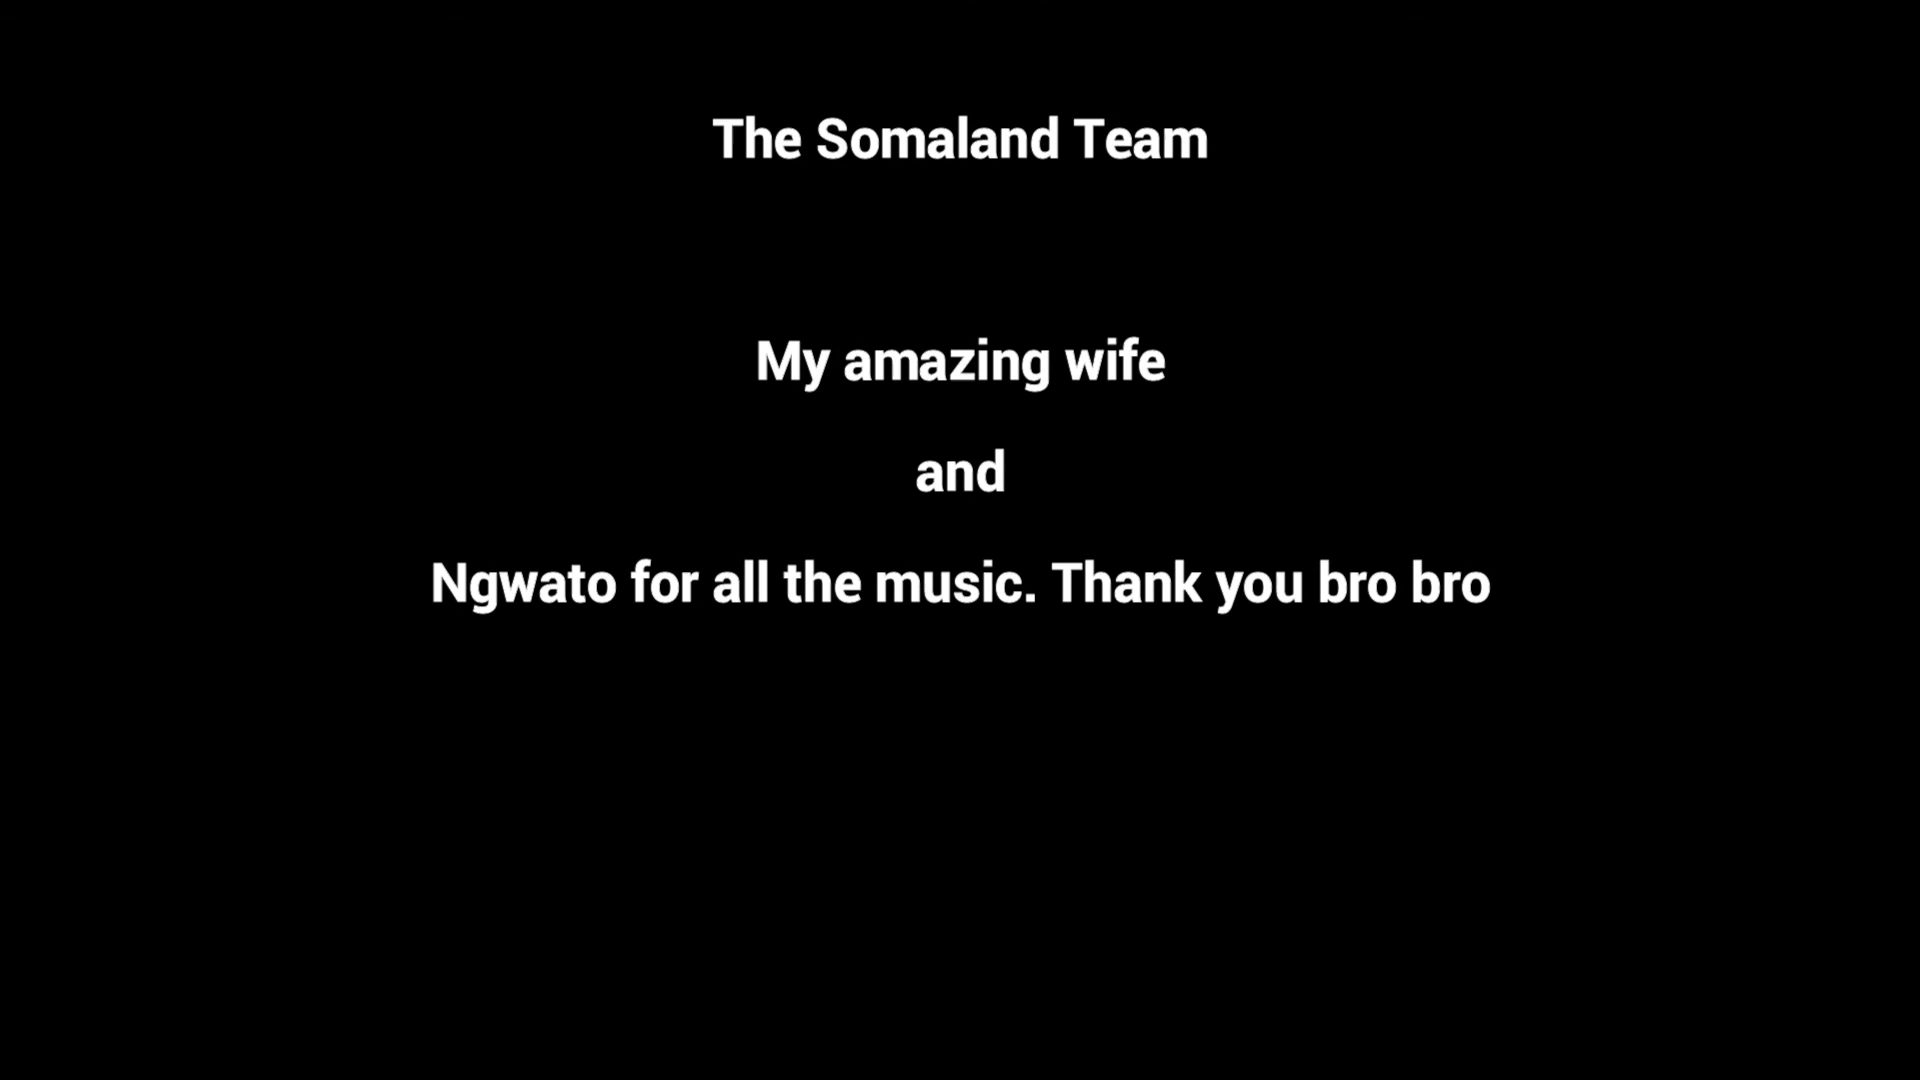 The Somaland Team
My amazing wife
and
Ngwato for all the music. Thank you bro bro